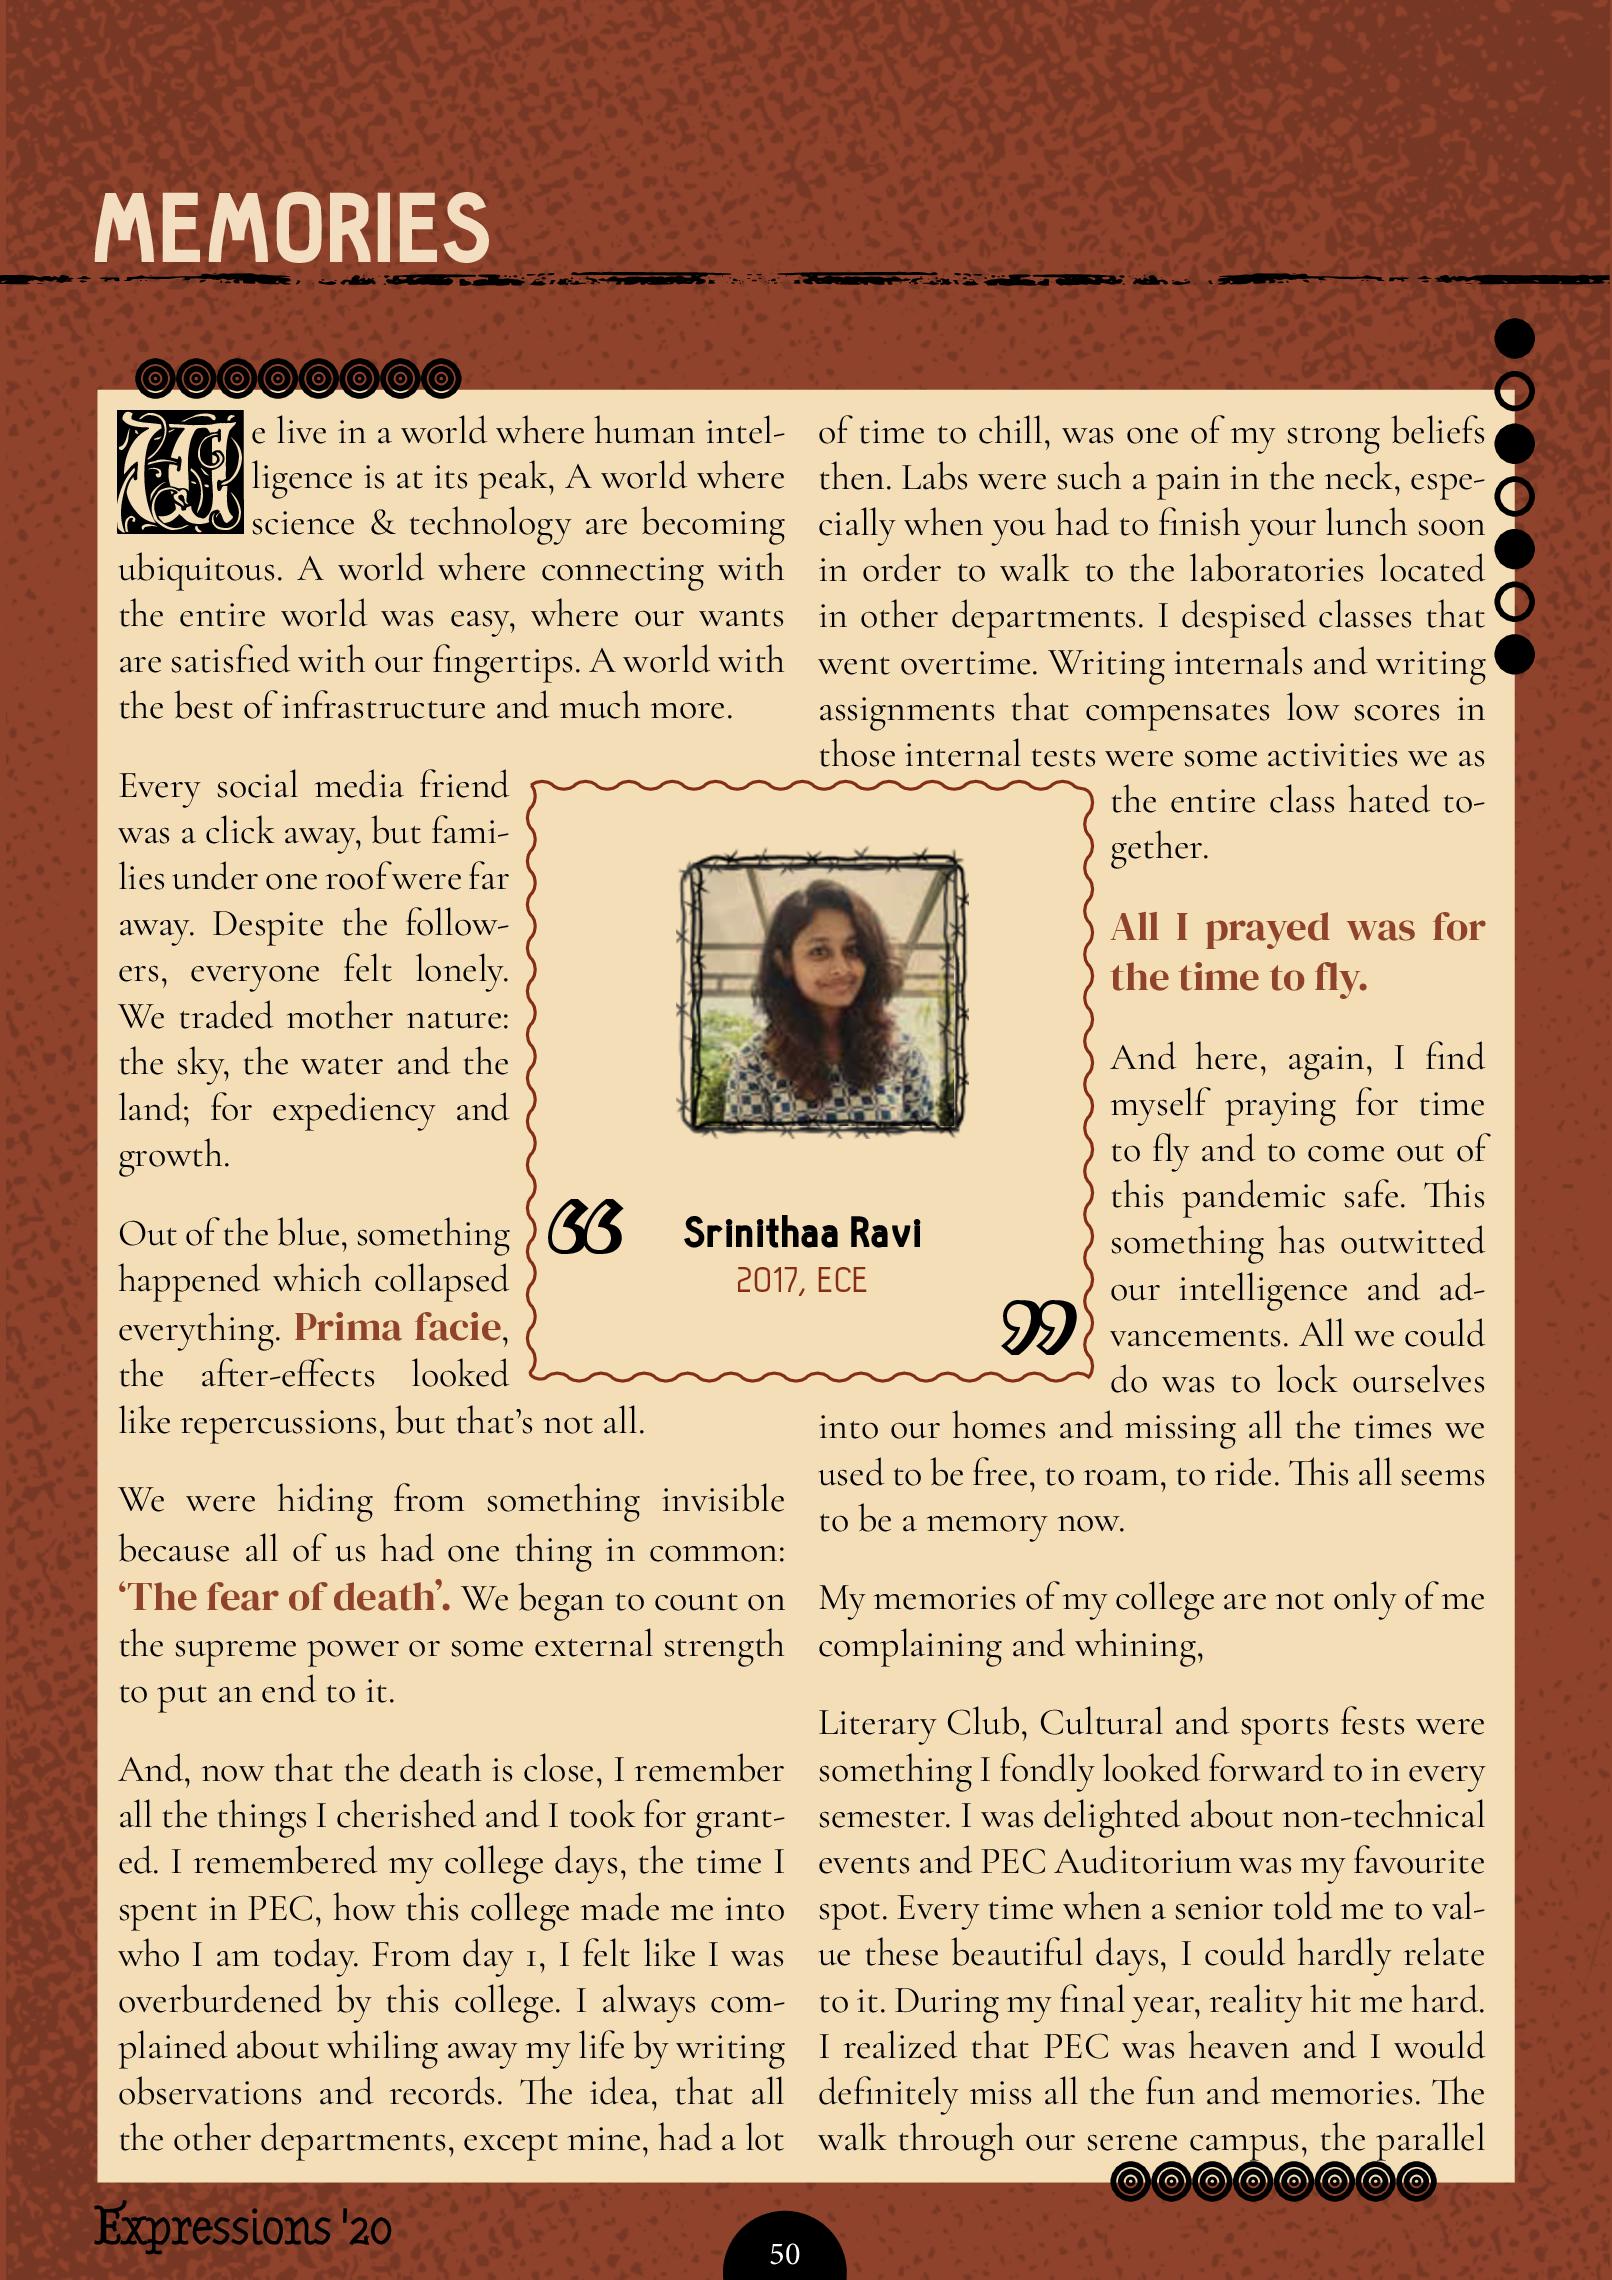 MEMORIES
We live in a world where human intel-
ligence is at its peak, A world where
science & technology are becoming
ubiquitous. A world where connecting with
the entire world was easy, where our wants
are satisfied with our fingertips. A world with
the best of infrastructure and much more.
Every social media friend
was a click away, but fami-
lies under one roof were far
away. Despite the follow-
ers, everyone felt lonely.
We traded mother nature:
the sky, the water and the
land; for expediency and
growth.
Out of the blue, something
happened which collapsed
everything. Prima facie,
the after-effects looked
like repercussions, but that’s not all.
We were hiding from something invisible
because all of us had one thing in common:
‘The fear of death’. We began to count on
the supreme power or some external strength
to put an end to it.
And, now that the death is close, I remember
all the things I cherished and I took for grant-
ed. I remembered my college days, the time I
spent in PEC, how this college made me into
who I am today. From day 1, I felt like I was
overburdened by this college. I always com-
plained about whiling away my life by writing
observations and records. The idea, that all
the other departments, except mine, had a lot
of time to chill, was one of my strong beliefs
then. Labs were such a pain in the neck, espe-
cially when you had to finish your lunch soon
in order to walk to the laboratories located
in other departments. I despised classes that
went overtime. Writing internals and writing
assignments that compensates low scores in
those internal tests were some activities we as
the entire class hated to-
gether.
All I prayed was for
the time to fly.
And here, again, I find
myself praying for time
to fly and to come out of
this pandemic safe. This
something has outwitted
our intelligence and ad-
vancements. All we could
do was to lock ourselves
into our homes and missing all the times we
used to be free, to roam, to ride. This all seems
to be a memory now.
My memories of my college are not only of me
complaining and whining,
Literary Club, Cultural and sports fests were
something I fondly looked forward to in every
semester. I was delighted about non-technical
events and PEC Auditorium was my favourite
spot. Every time when a senior told me to val-
ue these beautiful days, I could hardly relate
to it. During my final year, reality hit me hard.
I realized that PEC was heaven and I would
definitely miss all the fun and memories. The
walk through our serene campus, the parallel
“ Srinithaa Ravi
2017, ECE
”
Expressions '20
50